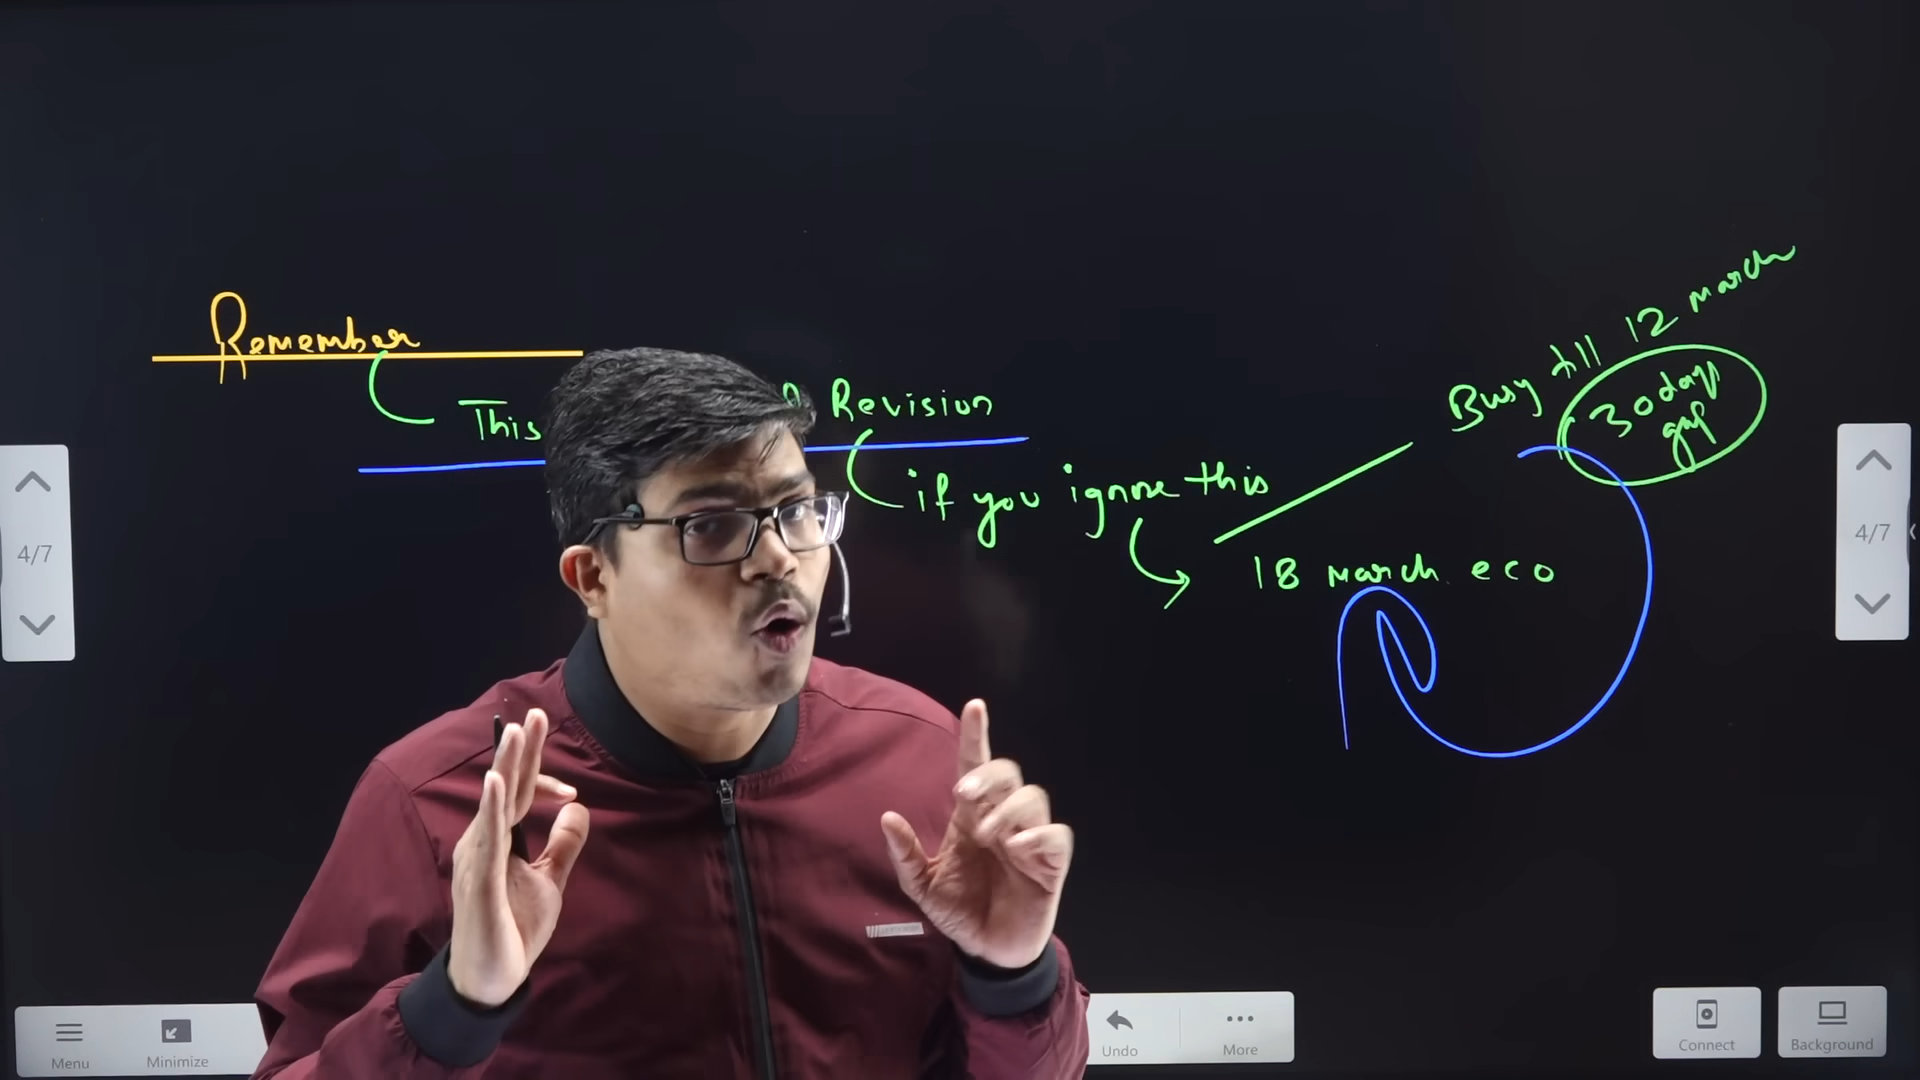 Remember
This
Revision
if you ignore this
18 march eco
Busy till 12 march
30 days
gap
4/7
4/7
Menu
Minimize
Undo
More
Connect
Background